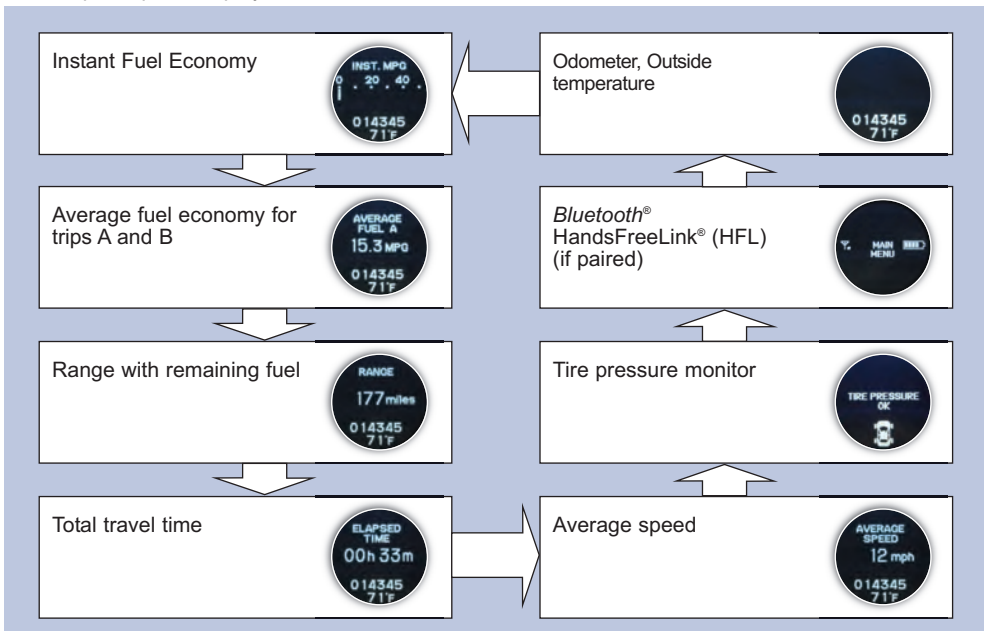 Instant Fuel Economy
INST. MPG
0 . 20 . 40 .
014345
71°F
Average fuel economy for
trips A and B
AVERAGE
FUEL A
15.3 MPG
014345
71°F
Range with remaining fuel
RANGE
177 miles
014345
71°F
Total travel time
ELAPSED
TIME
00h 33m
014345
71°F
Average speed
AVERAGE
SPEED
12 mph
014345
71°F
Tire pressure monitor
TIRE PRESSURE
OK
Bluetooth®
HandsFreeLink® (HFL)
(if paired)
MAIN
MENU
Odometer, Outside
temperature
014345
71°F